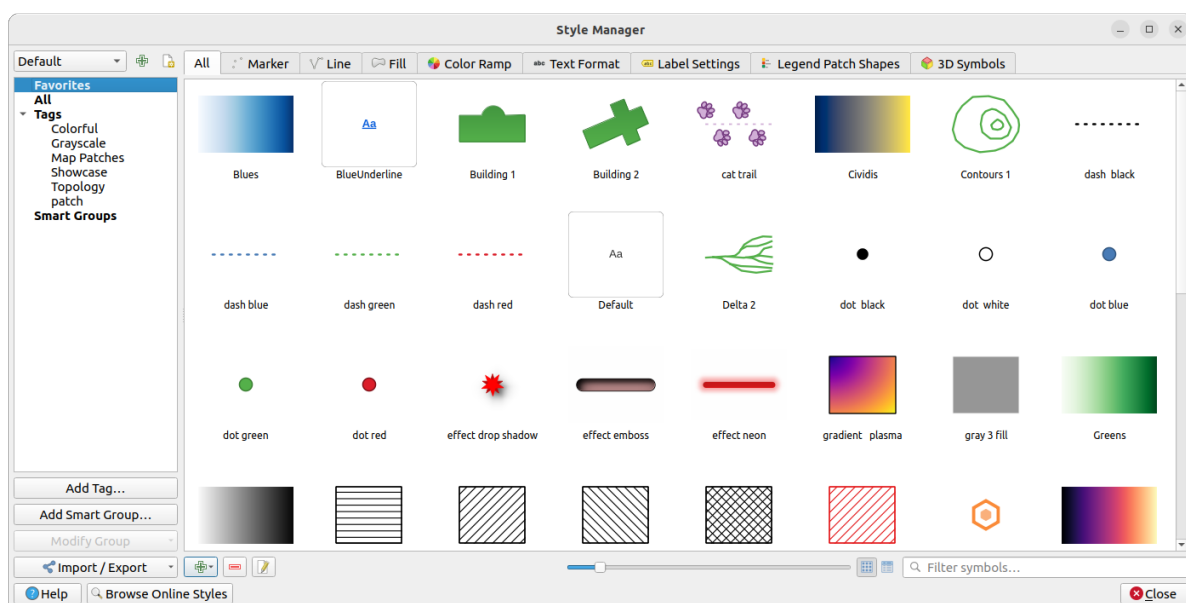 Style Manager
Default
All Marker Line Fill Color Ramp abc Text Format abc Label Settings Legend Patch Shapes 3D Symbols
Favorites
All
Tags
Colorful
Grayscale
Map Patches
Showcase
Topology
patch
Smart Groups
Aa
Blues BlueUnderline Building 1 Building 2 cat trail Cividis Contours 1 dash black
Aa
dash blue dash green dash red Default Delta 2 dot black dot white dot blue
dot green dot red effect drop shadow effect emboss effect neon gradient plasma gray 3 fill Greens
Add Tag...
Add Smart Group...
Modify Group
Import / Export
Filter symbols...
Help Browse Online Styles Close